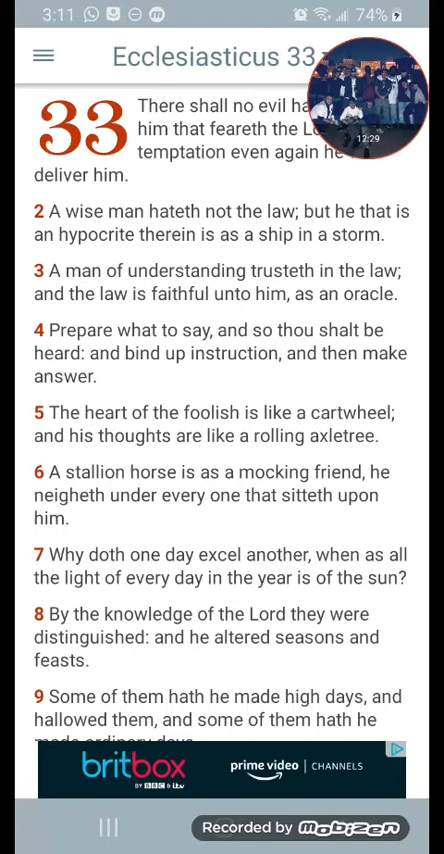 3:11 74%
Ecclesiasticus 33
12:29
33 There shall no evil ha
him that feareth the L
temptation even again he
deliver him.
2 A wise man hateth not the law; but he that is
an hypocrite therein is as a ship in a storm.
3 A man of understanding trusteth in the law;
and the law is faithful unto him, as an oracle.
4 Prepare what to say, and so thou shalt be
heard: and bind up instruction, and then make
answer.
5 The heart of the foolish is like a cartwheel;
and his thoughts are like a rolling axletree.
6 A stallion horse is as a mocking friend, he
neigheth under every one that sitteth upon
him.
7 Why doth one day excel another, when as all
the light of every day in the year is of the sun?
8 By the knowledge of the Lord they were
distinguished: and he altered seasons and
feasts.
9 Some of them hath he made high days, and
hallowed them, and some of them hath he
made ordinary days
britbox prime video | CHANNELS
BY BBC & itv
Recorded by mobizen